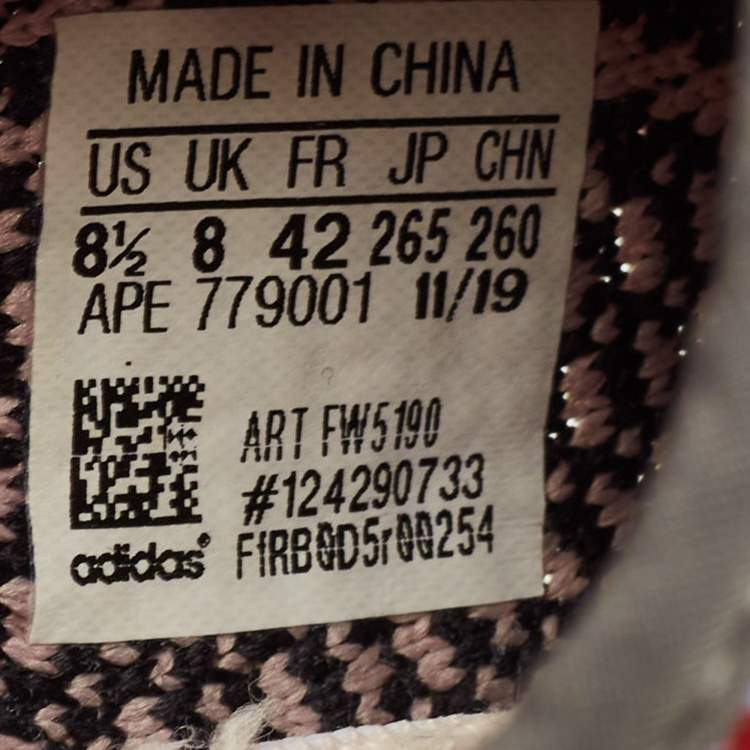 MADE IN CHINA
US UK FR JP CHN
8½ 8 42 265 260
APE 779001 11/19
ART FW5190
#124290733
FfRB0D5r00254
adidas®